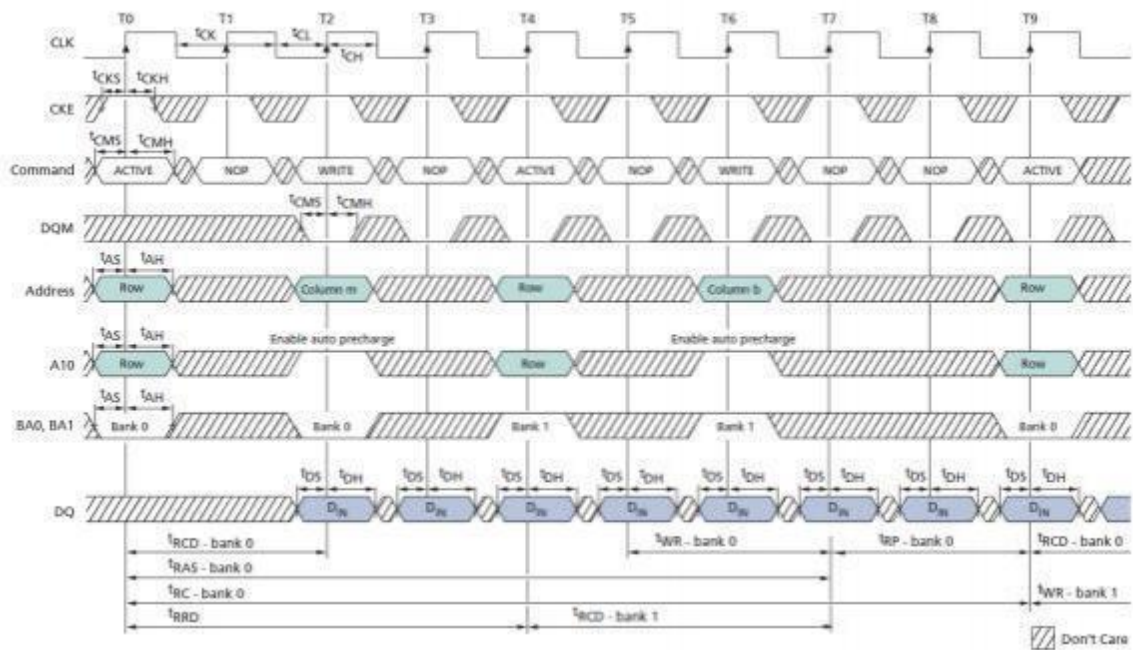 T0 T1 T2 T3 T4 T5 T6 T7 T8 T9
CLK
tCK tCL
tCH
tCKS tCKH
CKE
tCMS tCMH
Command ACTIVE NOP WRITE NOP ACTIVE NOP WRITE NOP NOP ACTIVE
tCMS tCMH
DQM
tAS tAH
Address Row Column m Row Column b Row
tAS tAH Enable auto precharge Enable auto precharge
A10 Row Row Row
tAS tAH
BA0, BA1 Bank 0 Bank 0 Bank 1 Bank 1 Bank 0
tDS tDH tDS tDH tDS tDH tDS tDH tDS tDH tDS tDH tDS tDH tDS tDH
DQ DIN DIN DIN DIN DIN DIN DIN DIN
tRCD - bank 0 tWR - bank 0 tRP - bank 0 tRCD - bank 0
tRAS - bank 0
tRC - bank 0 tWR - bank 1
tRRD tRCD - bank 1
Don't Care